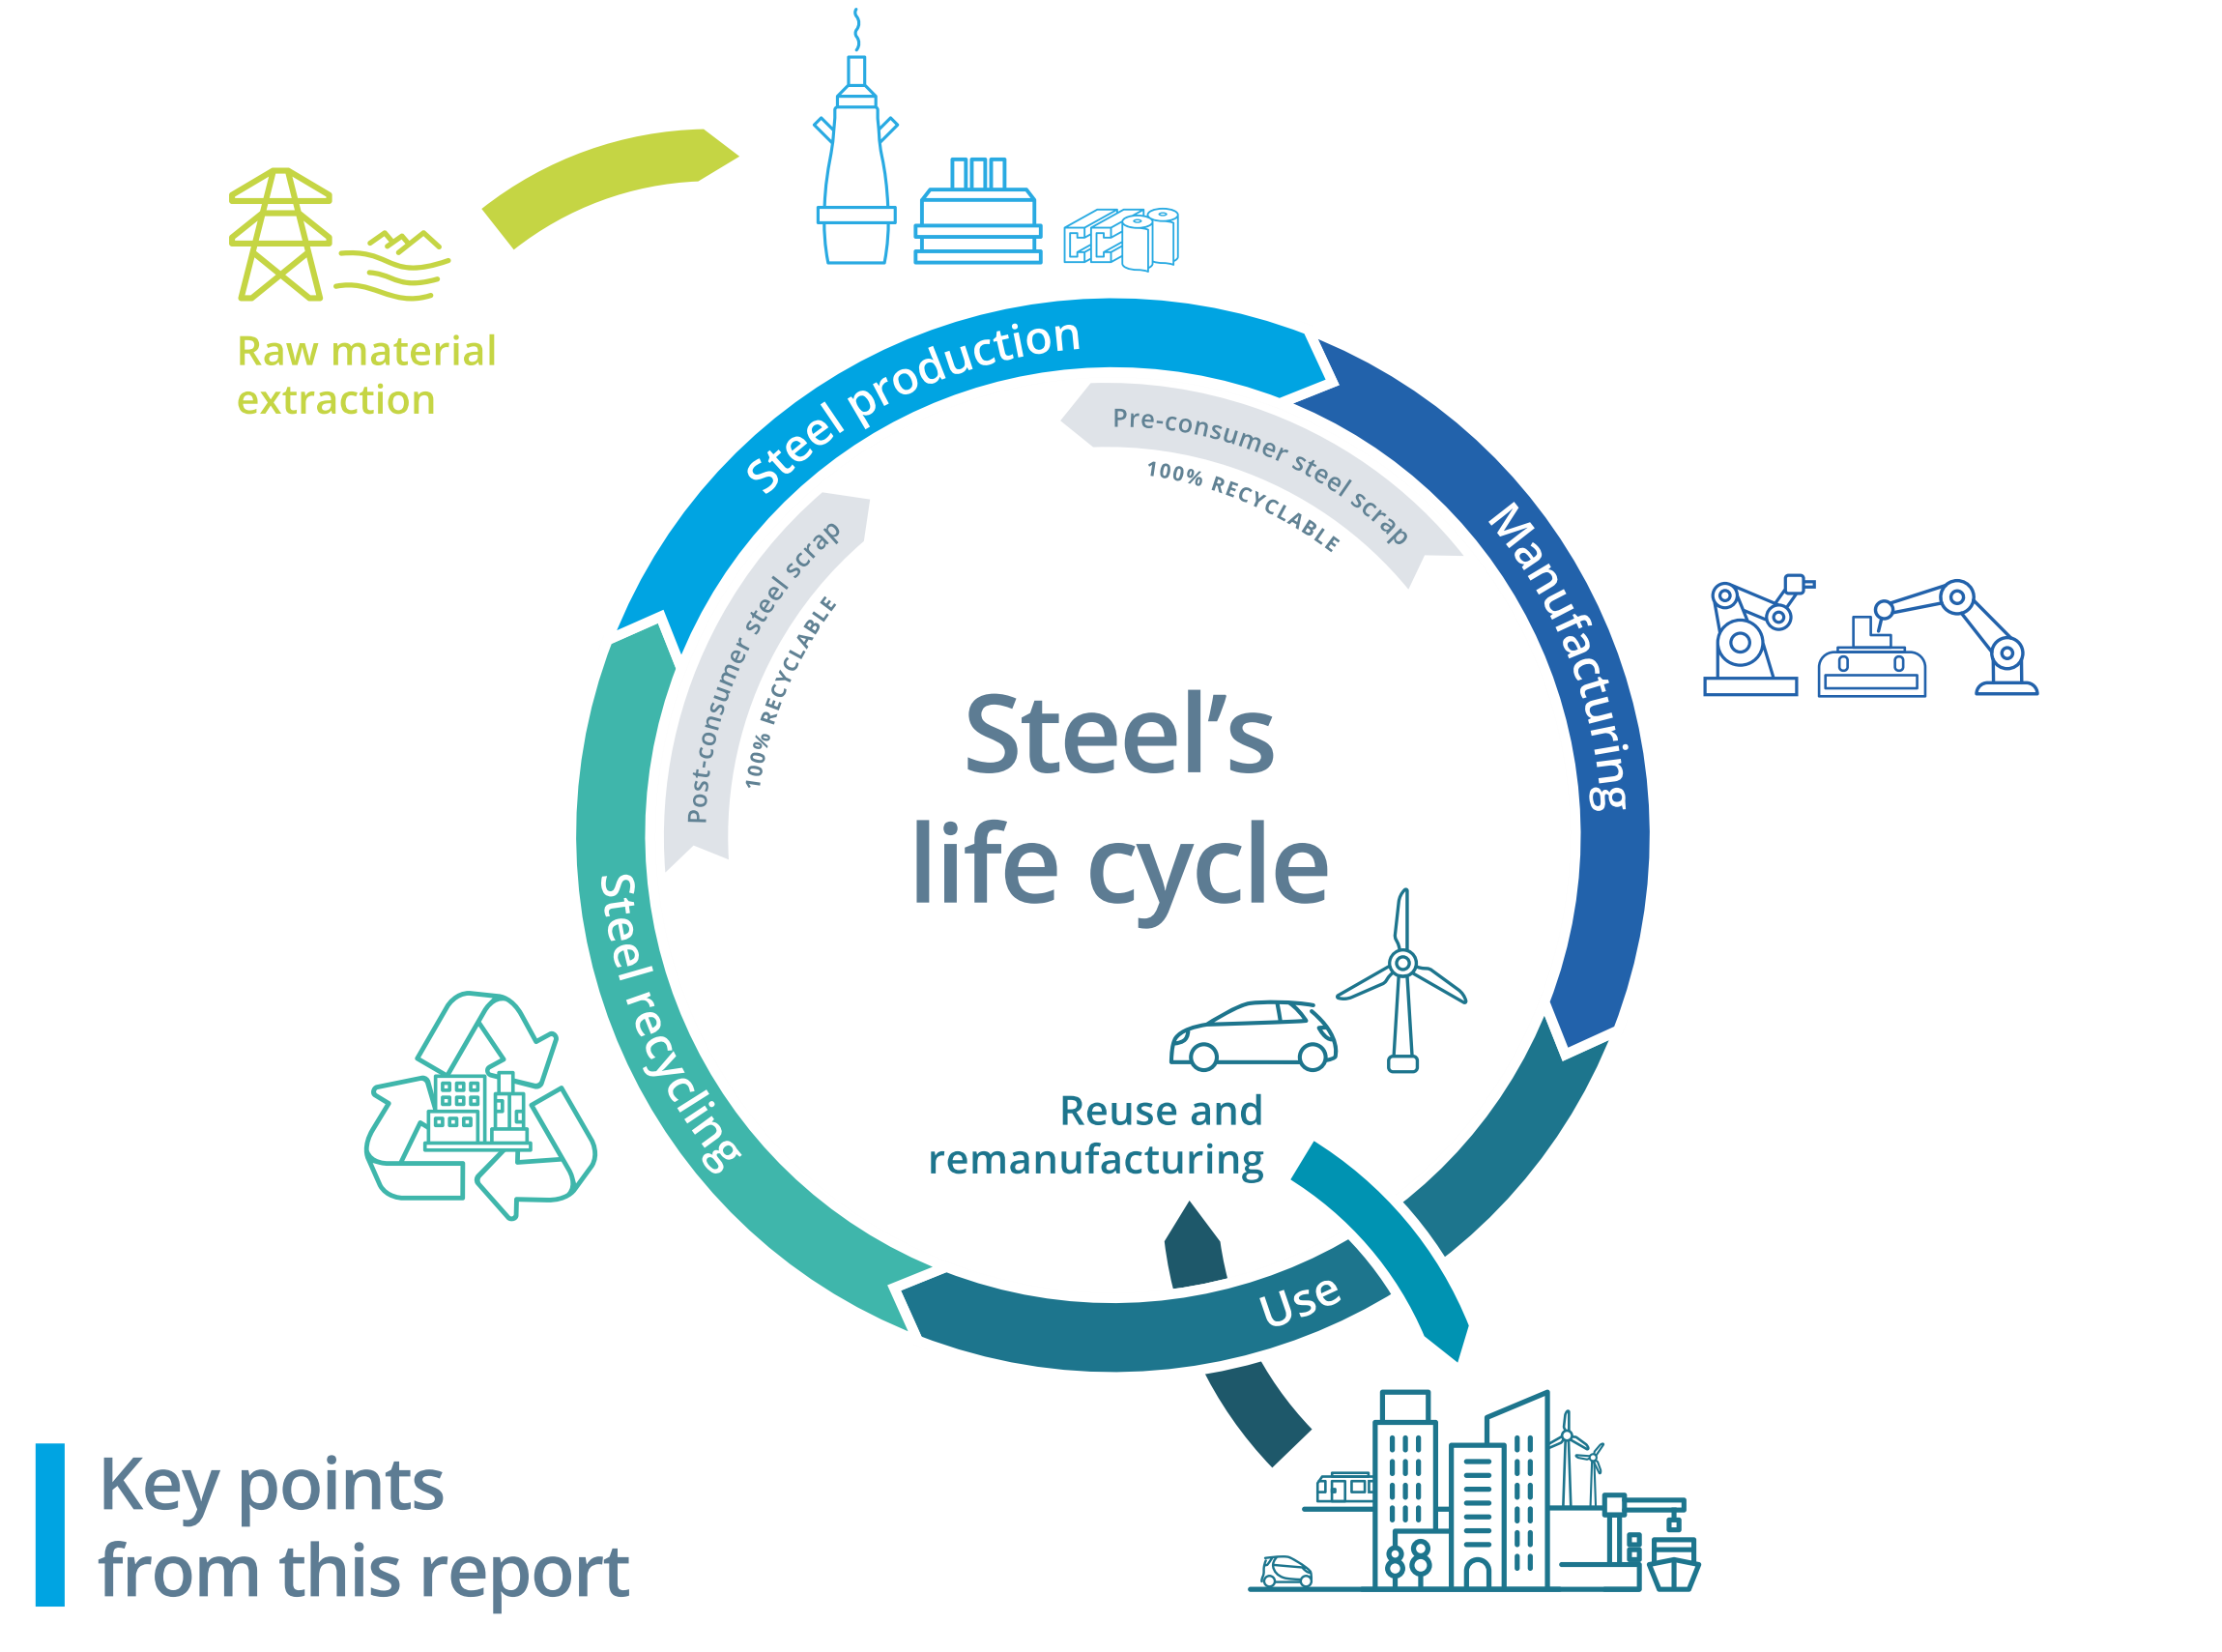 Raw material
extraction
Steel production
Pre-consumer steel scrap
100% RECYCLABLE
Manufacturing
Post-consumer steel scrap
100% RECYCLABLE
Steel’s
life cycle
Steel recycling
Reuse and
remanufacturing
Use
Key points
from this report